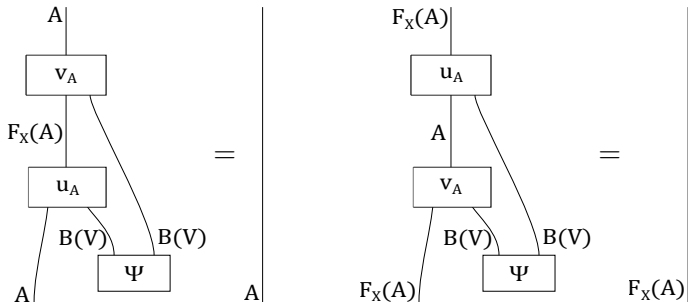 A
v_A
F_X(A)
=
u_A
B(V)
B(V)
Ψ
A
A
F_X(A)
u_A
A
=
v_A
B(V)
B(V)
Ψ
F_X(A)
F_X(A)